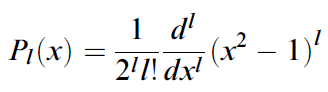 P_l(x) = \frac{1}{2^l l!} \frac{d^l}{dx^l} (x^2 − 1)^l